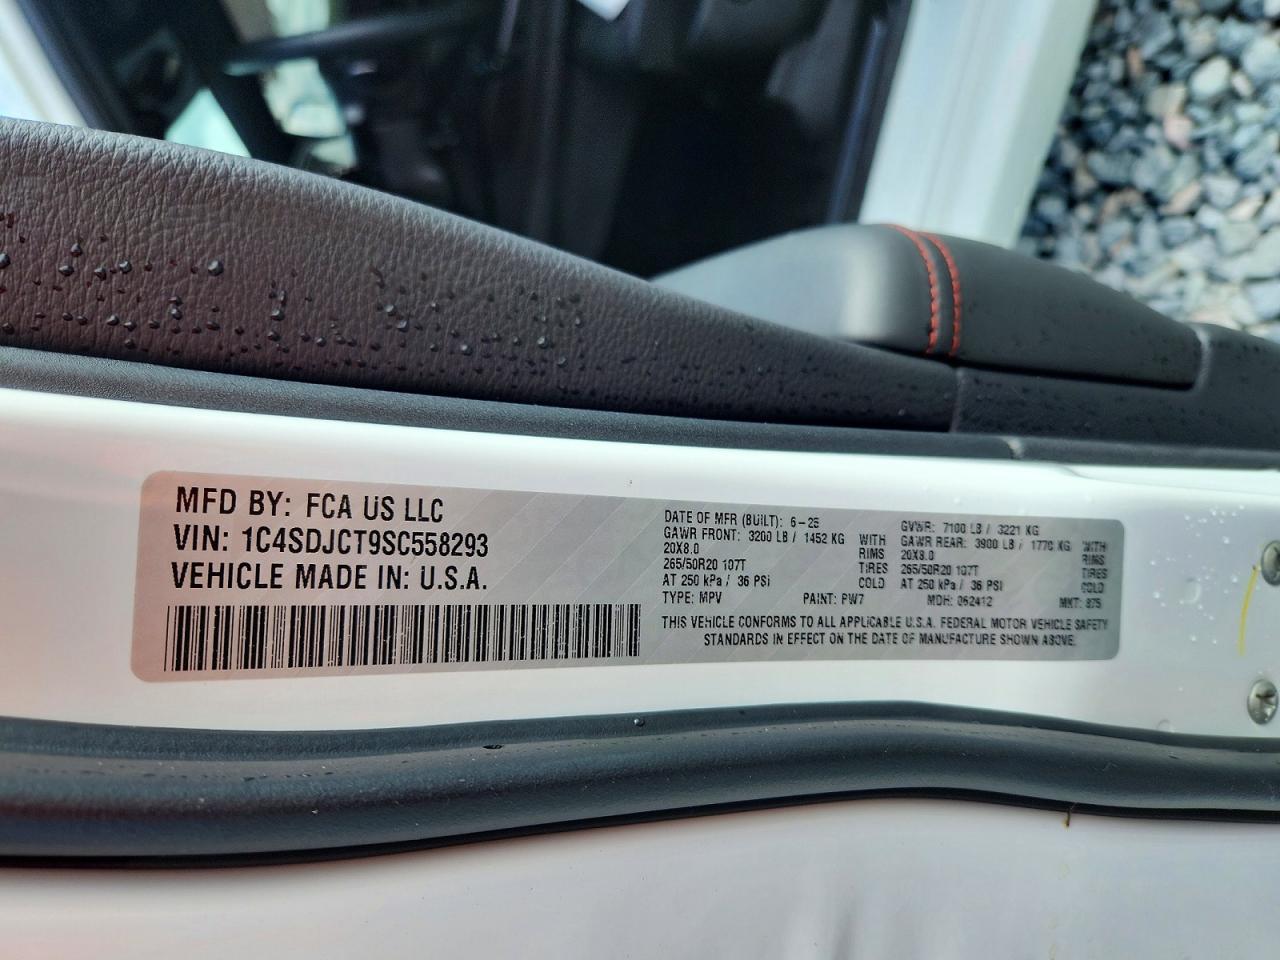 MFD BY: FCA US LLC
VIN: 1C4SDJCT9SC558293
VEHICLE MADE IN: U.S.A.
DATE OF MFR (BUILT): 6-25 GVWR: 7100 LB / 3221 KG
GAWR FRONT: 3200 LB / 1452 KG WITH GAWR REAR: 3900 LB / 1770 KG WITH
20X8.0 RIMS 20X8.0 RIMS
265/50R20 107T TIRES 265/50R20 107T TIRES
AT 250 kPa / 36 PSi COLD AT 250 kPa / 36 PSi COLD
TYPE: MPV PAINT: PW7 MDH: 062412 MKT: 875
THIS VEHICLE CONFORMS TO ALL APPLICABLE U.S.A. FEDERAL MOTOR VEHICLE SAFETY
STANDARDS IN EFFECT ON THE DATE OF MANUFACTURE SHOWN ABOVE.